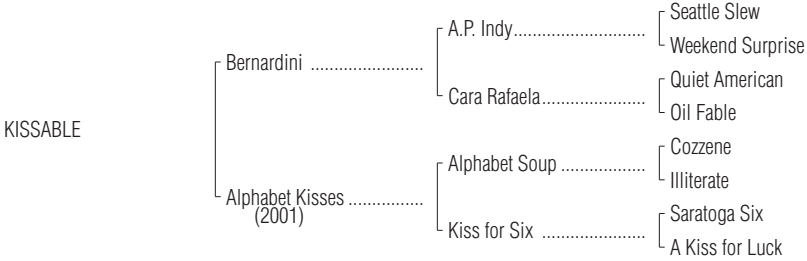 Seattle Slew
A.P. Indy..............................
Weekend Surprise
Bernardini .........................
Quiet American
Cara Rafaela.......................
Oil Fable
KISSABLE
Cozzene
Alphabet Soup ...................
Illiterate
Alphabet Kisses .................
(2001)
Saratoga Six
Kiss for Six .......................
A Kiss for Luck